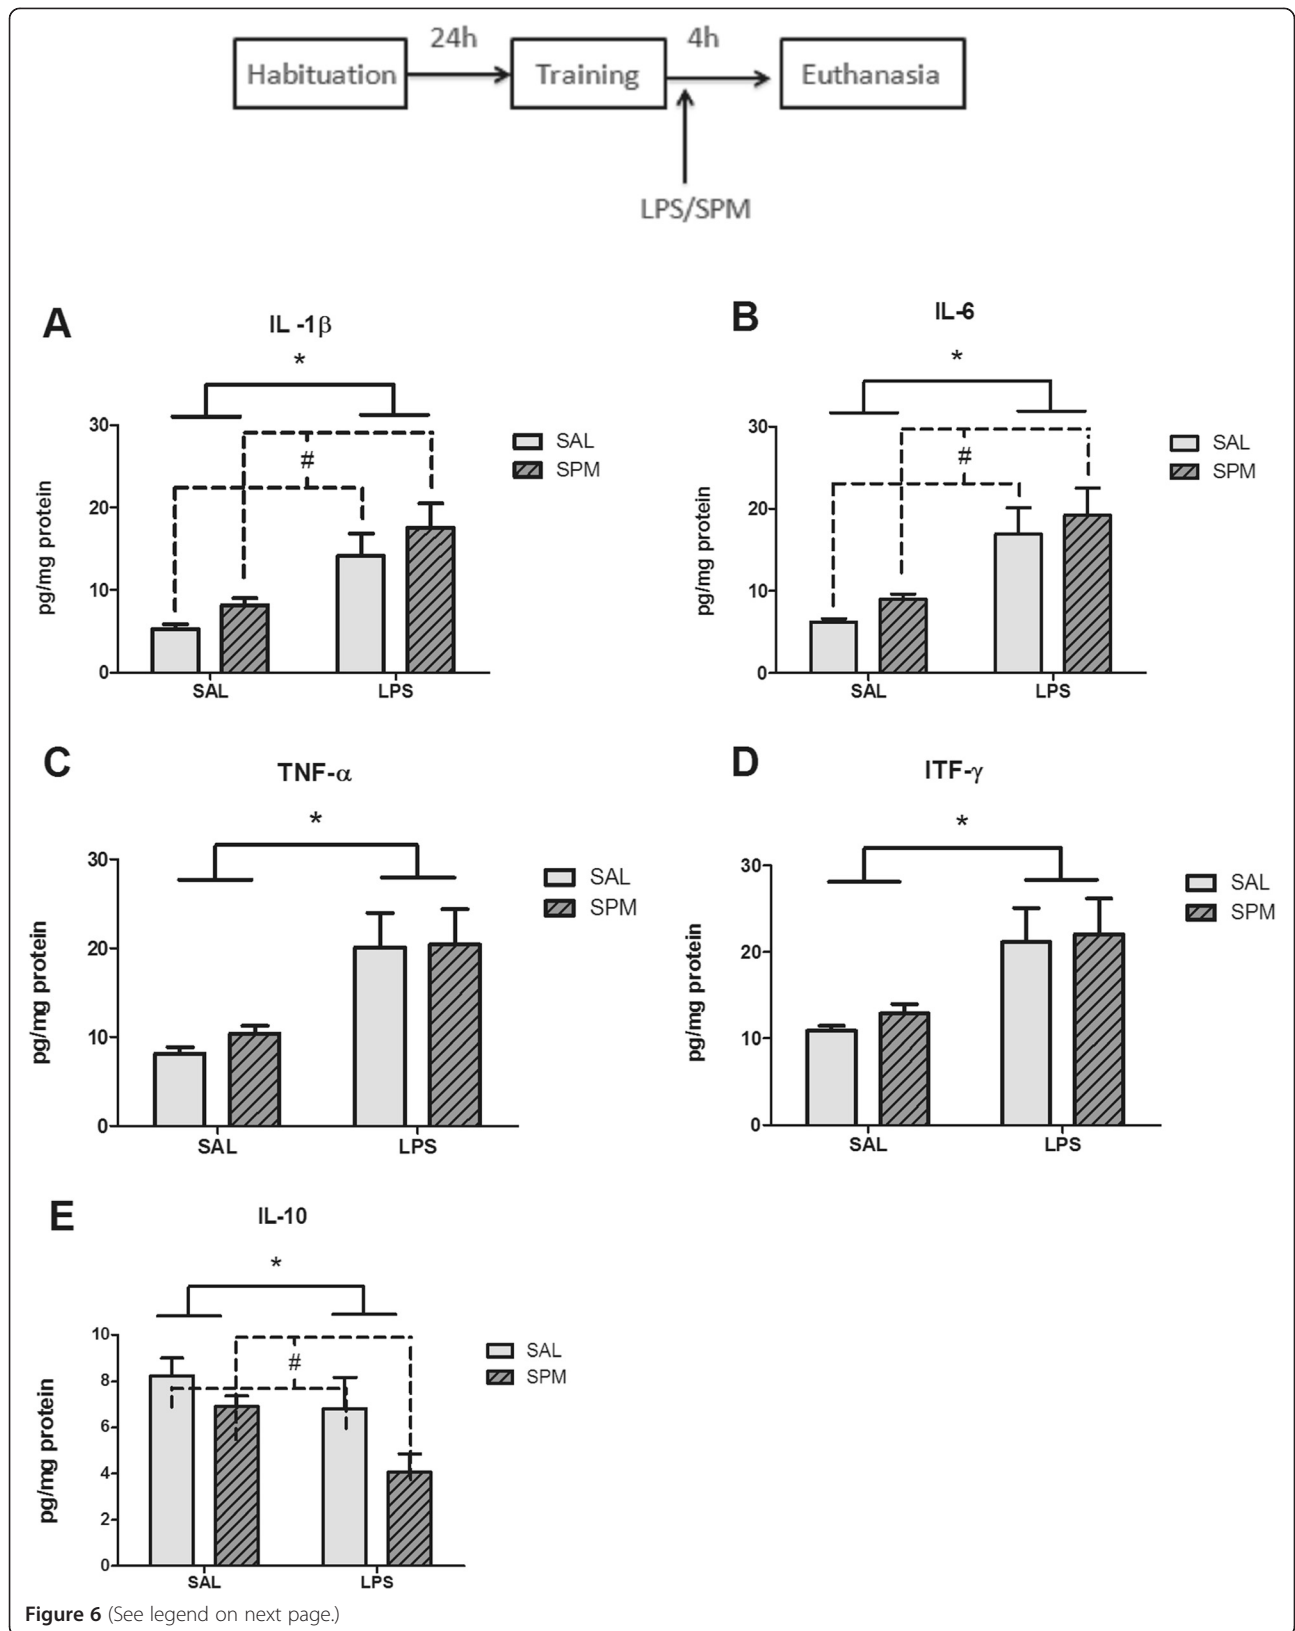 24h 4h
Habituation Training Euthanasia
LPS/SPM
A
IL -1β
*
#
30
20
10
0
pg/mg protein
SAL LPS
SAL
SPM
B
IL-6
*
#
30
20
10
0
pg/mg protein
SAL LPS
SAL
SPM
C
TNF-α
*
30
20
10
0
pg/mg protein
SAL LPS
SAL
SPM
D
ITF-γ
*
30
20
10
0
pg/mg protein
SAL LPS
SAL
SPM
E
IL-10
*
#
10
8
6
4
2
0
pg/mg protein
SAL LPS
SAL
SPM
Figure 6 (See legend on next page.)